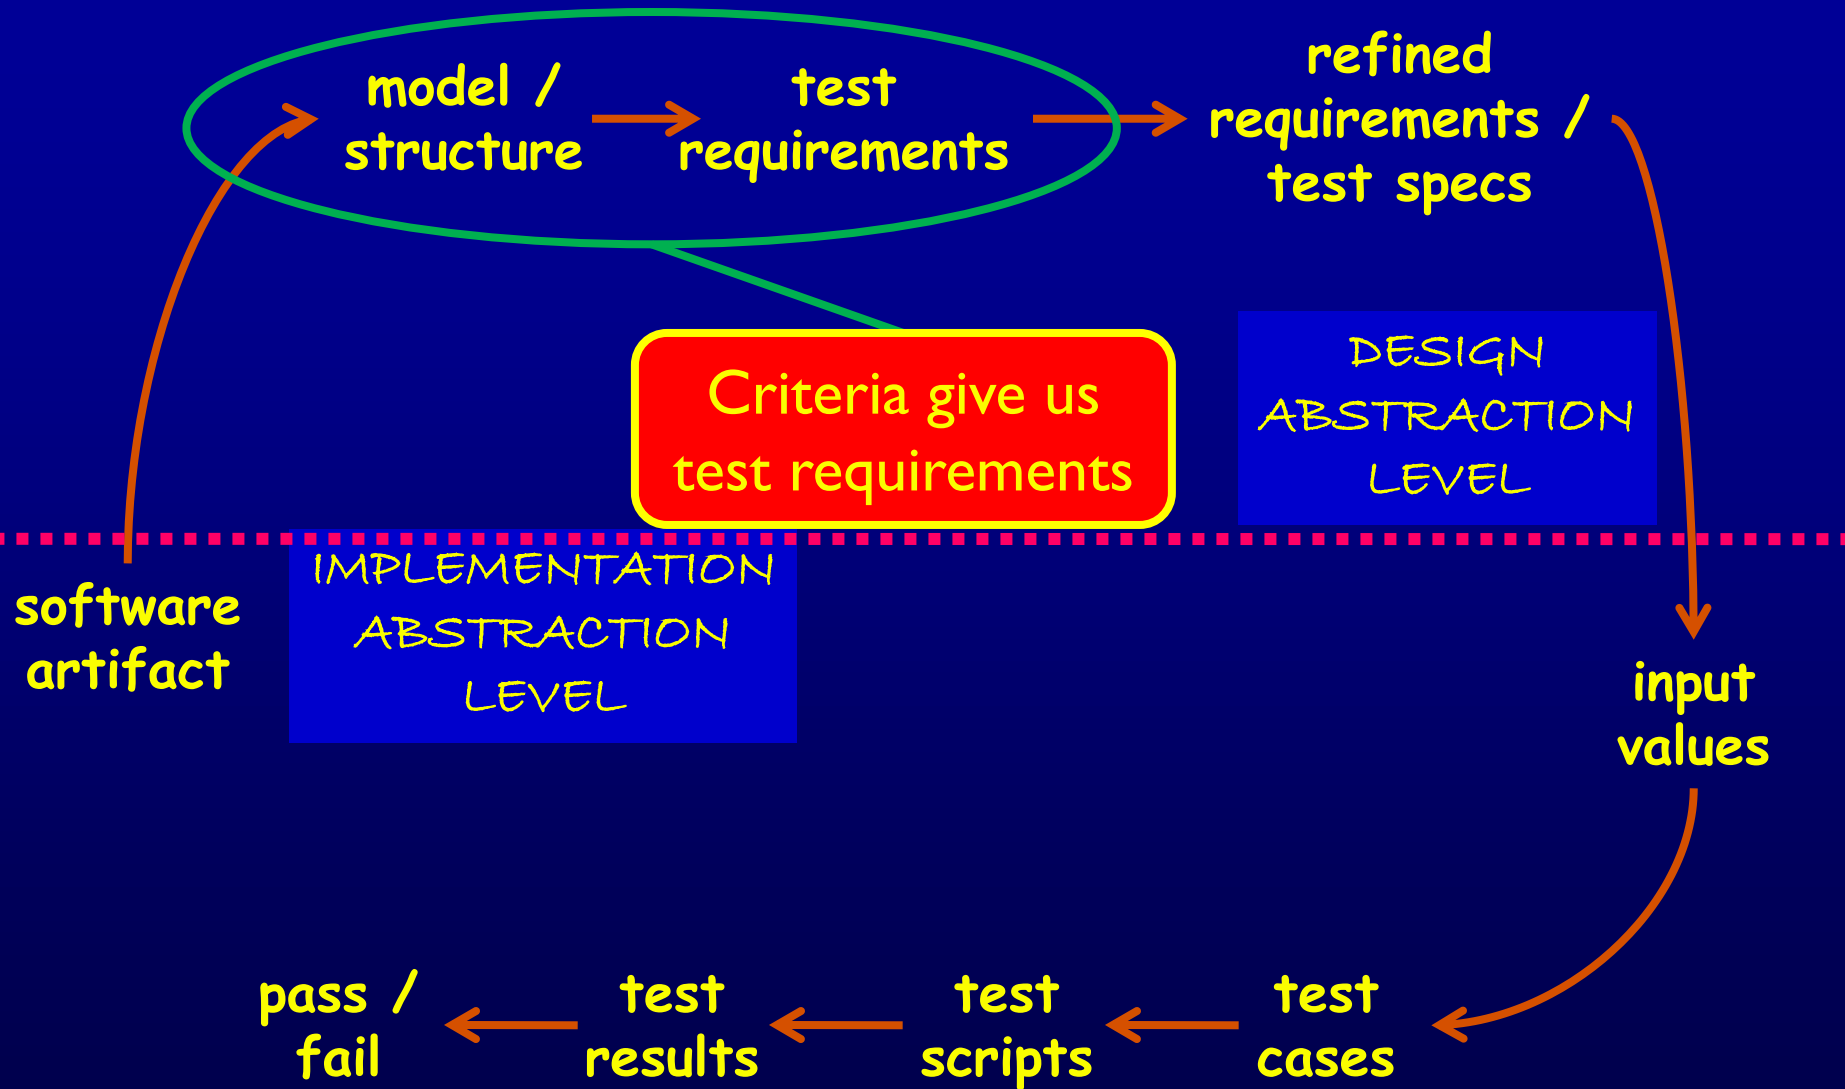 model /
structure
test
requirements
refined
requirements /
test specs
Criteria give us
test requirements
DESIGN
ABSTRACTION
LEVEL
IMPLEMENTATION
ABSTRACTION
LEVEL
software
artifact
input
values
pass /
fail
test
results
test
scripts
test
cases